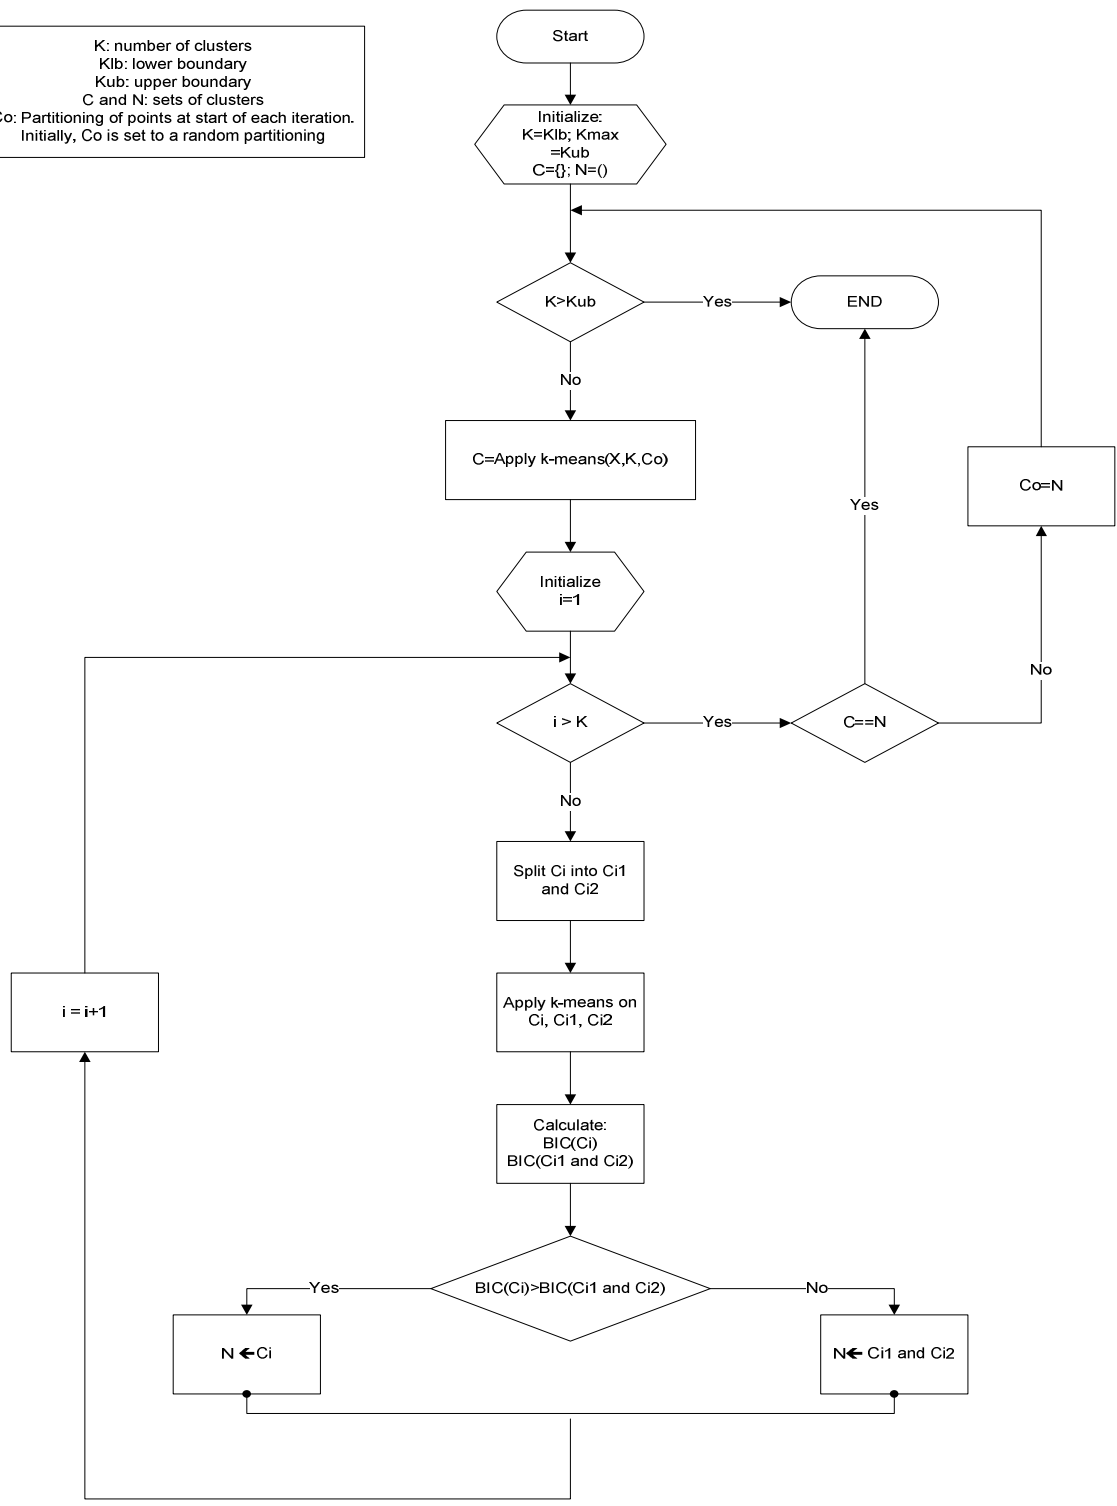 K: number of clusters
Klb: lower boundary
Kub: upper boundary
C and N: sets of clusters
Co: Partitioning of points at start of each iteration.
Initially, Co is set to a random partitioning
Start
Initialize:
K=Klb; Kmax
=Kub
C={}; N=()
K>Kub
Yes
END
No
C=Apply k-means(X,K,Co)
Co=N
Yes
Initialize
i=1
No
i > K
Yes
C==N
No
Split Ci into Ci1
and Ci2
i = i+1
Apply k-means on
Ci, Ci1, Ci2
Calculate:
BIC(Ci)
BIC(Ci1 and Ci2)
Yes
BIC(Ci)>BIC(Ci1 and Ci2)
No
N ←Ci
N← Ci1 and Ci2